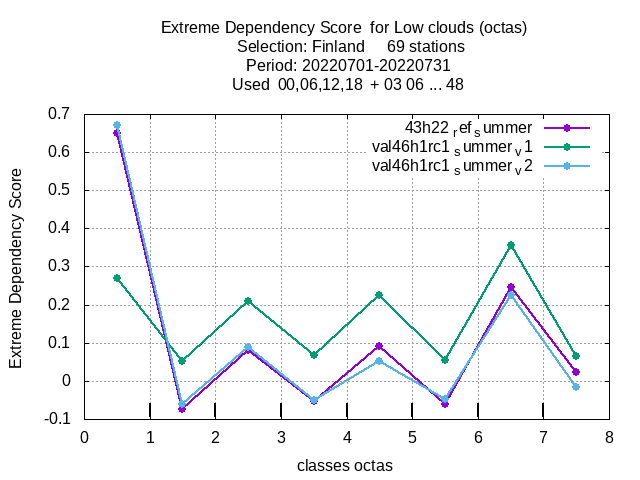 Extreme Dependency Score for Low clouds (octas)
Selection: Finland 69 stations
Period: 20220701-20220731
Used 00,06,12,18 + 03 06 ... 48
43h22 ref summer
val46h1rc1 summer v1
val46h1rc1 summer v2
Extreme Dependency Score
0.7
0.6
0.5
0.4
0.3
0.2
0.1
0
-0.1
0 1 2 3 4 5 6 7 8
classes octas